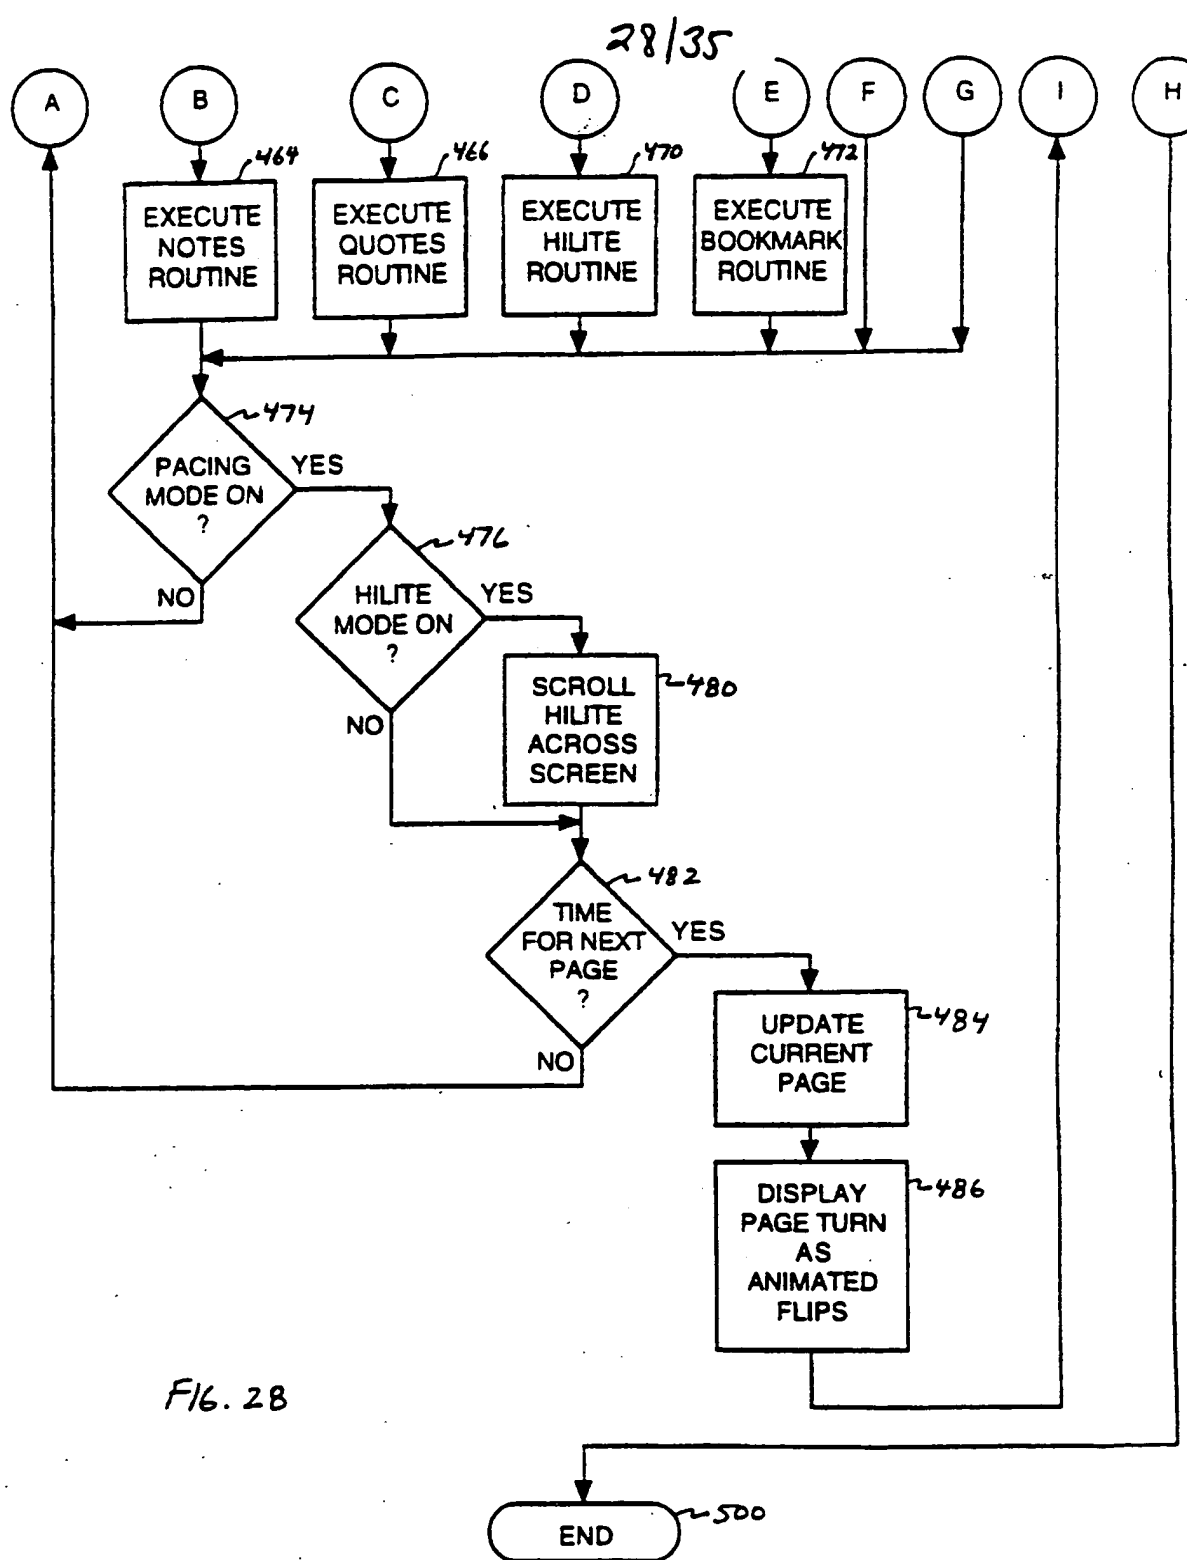 28/35
A
B
C
D
E
F
G
I
H
464
466
470
472
EXECUTE
NOTES
ROUTINE
EXECUTE
QUOTES
ROUTINE
EXECUTE
HILITE
ROUTINE
EXECUTE
BOOKMARK
ROUTINE
474
PACING
MODE ON
?
YES
NO
476
HILITE
MODE ON
?
YES
NO
480
SCROLL
HILITE
ACROSS
SCREEN
482
TIME
FOR NEXT
PAGE
?
YES
NO
484
UPDATE
CURRENT
PAGE
486
DISPLAY
PAGE TURN
AS
ANIMATED
FLIPS
FIG. 28
500
END